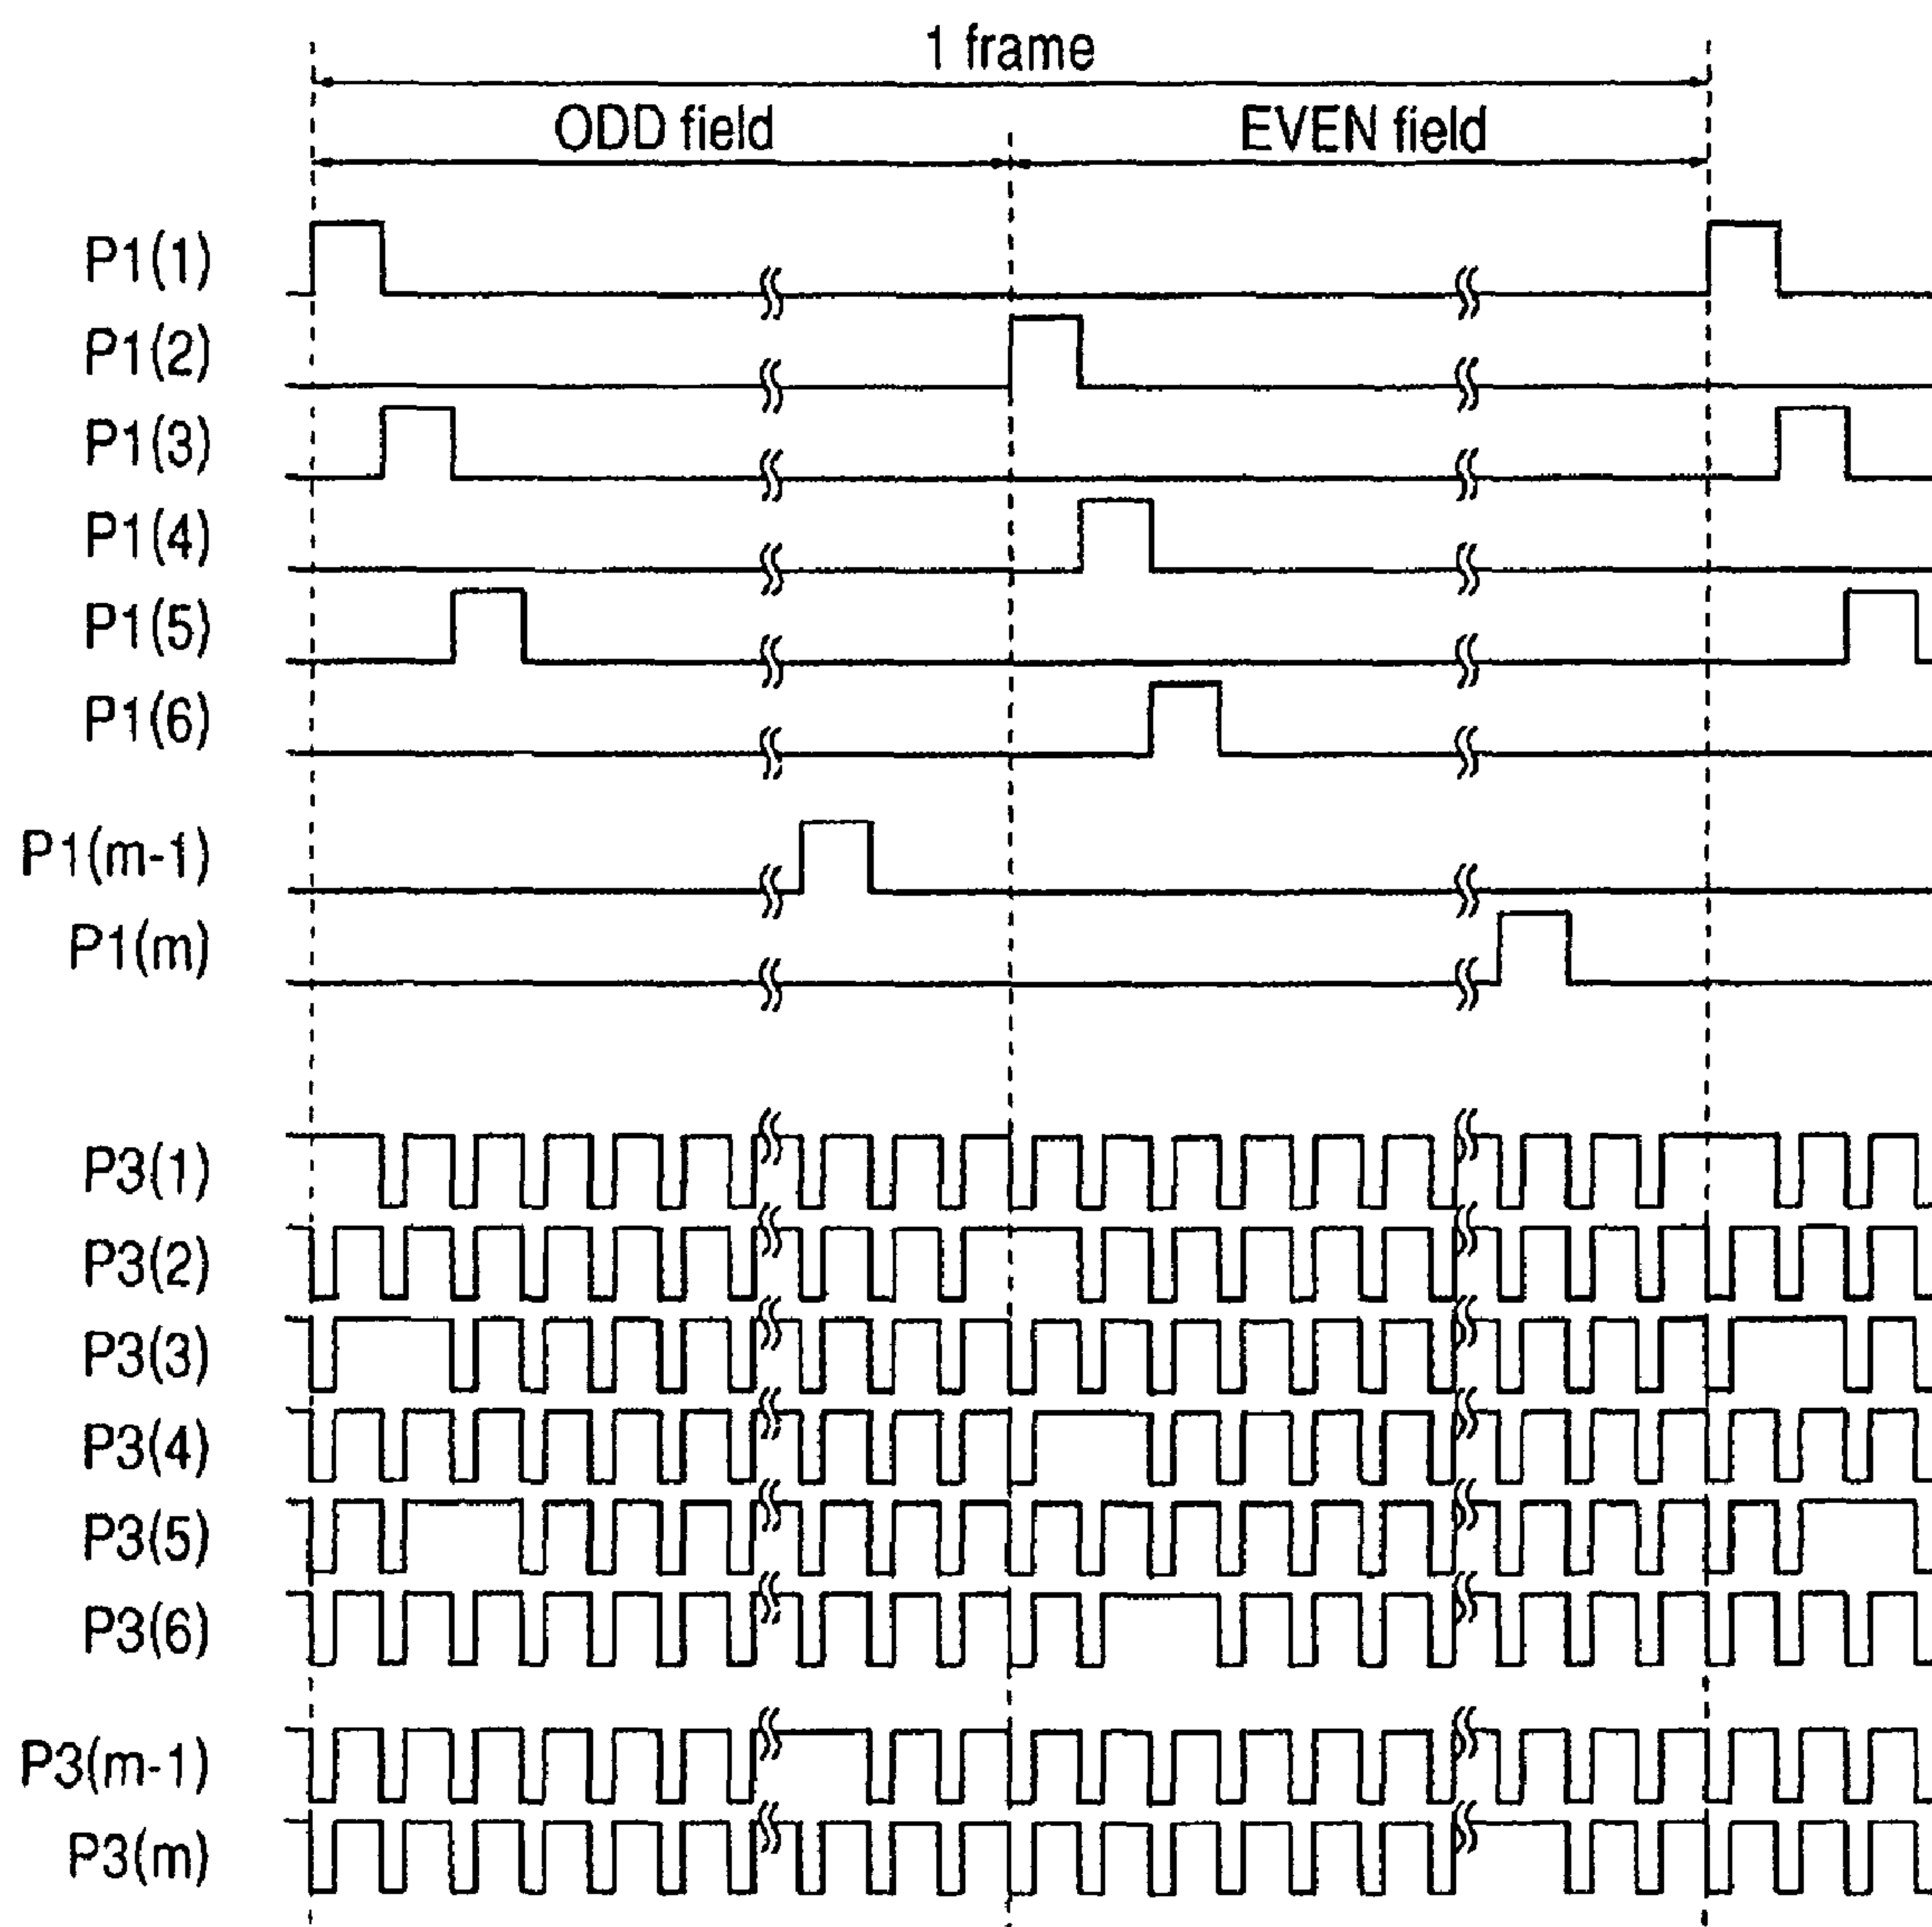 1 frame
ODD field
EVEN field
P1(1)
P1(2)
P1(3)
P1(4)
P1(5)
P1(6)
P1(m-1)
P1(m)
P3(1)
P3(2)
P3(3)
P3(4)
P3(5)
P3(6)
P3(m-1)
P3(m)